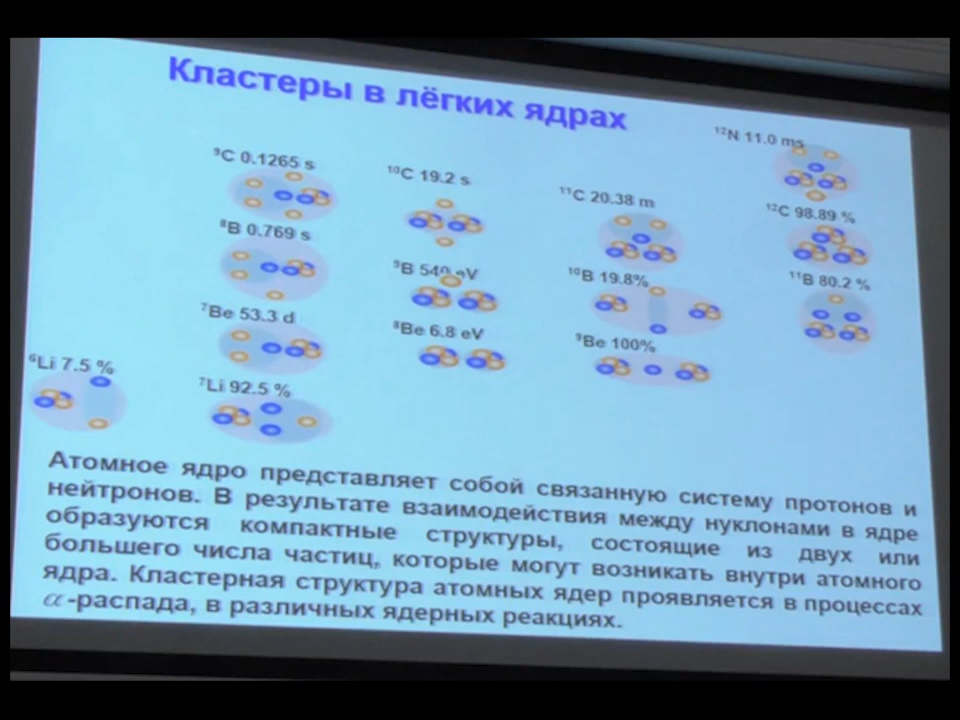 Кластеры в лёгких ядрах
¹²N 11.0 ms
⁹C 0.1265 s
¹⁰C 19.2 s
¹¹C 20.38 m
¹²C 98.89 %
⁸B 0.769 s
⁹B 540 eV
¹⁰B 19.8%
¹¹B 80.2 %
⁷Be 53.3 d
⁸Be 6.8 eV
⁹Be 100%
⁶Li 7.5 %
⁷Li 92.5 %
Атомное ядро представляет собой связанную систему протонов и
нейтронов. В результате взаимодействия между нуклонами в ядре
образуются компактные структуры, состоящие из двух или
большего числа частиц, которые могут возникать внутри атомного
ядра. Кластерная структура атомных ядер проявляется в процессах
α-распада, в различных ядерных реакциях.